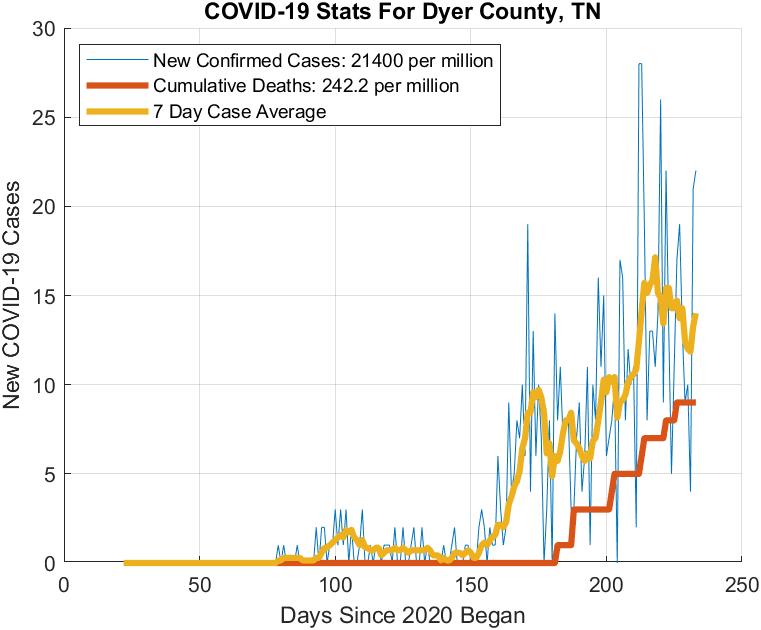 COVID-19 Stats For Dyer County, TN
New Confirmed Cases: 21400 per million
Cumulative Deaths: 242.2 per million
7 Day Case Average
New COVID-19 Cases
30
25
20
15
10
5
0
0 50 100 150 200 250
Days Since 2020 Began